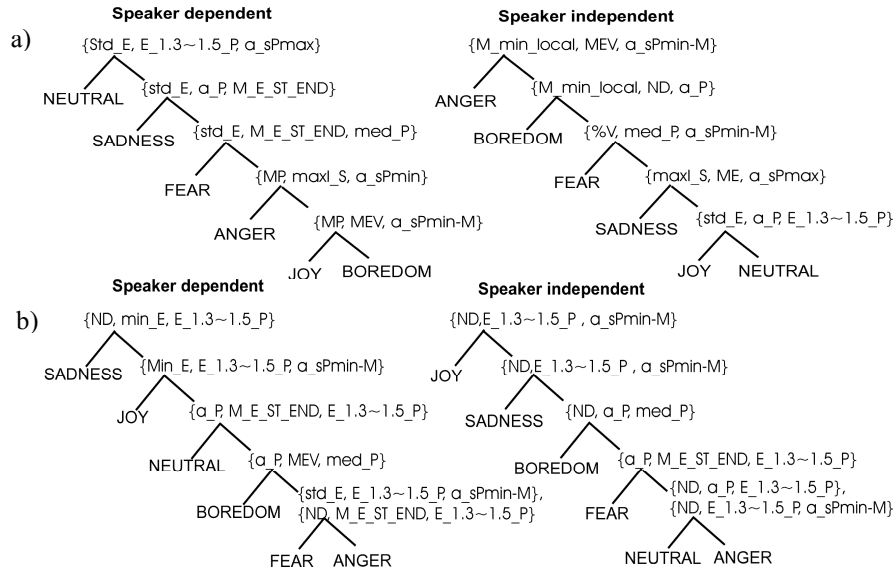 Speaker dependent
Speaker independent
a)
{Std_E, E_1.3~1.5_P, a_sPmax}
{M_min_local, MEV, a_sPmin-M}
NEUTRAL
{std_E, a_P, M_E_ST_END}
ANGER
{M_min_local, ND, a_P}
SADNESS
{std_E, M_E_ST_END, med_P}
BOREDOM
{%V, med_P, a_sPmin-M}
FEAR
{MP, maxI_S, a_sPmin}
FEAR
{maxI_S, ME, a_sPmax}
ANGER
{MP, MEV, a_sPmin-M}
SADNESS
{std_E, a_P, E_1.3~1.5_P}
JOY
BOREDOM
JOY
NEUTRAL
Speaker dependent
Speaker independent
b)
{ND, min_E, E_1.3~1.5_P}
{ND,E_1.3~1.5_P , a_sPmin-M}
SADNESS
{Min_E, E_1.3~1.5_P, a_sPmin-M}
JOY
{ND,E_1.3~1.5_P , a_sPmin-M}
JOY
{a_P, M_E_ST_END, E_1.3~1.5_P}
SADNESS
{ND, a_P, med_P}
NEUTRAL
{a_P, MEV, med_P}
BOREDOM
{a_P, M_E_ST_END, E_1.3~1.5_P}
BOREDOM
{std_E, E_1.3~1.5_P, a_sPmin-M},
{ND, M_E_ST_END, E_1.3~1.5_P}
FEAR
{ND, a_P, E_1.3~1.5_P},
{ND, E_1.3~1.5_P, a_sPmin-M}
FEAR
ANGER
NEUTRAL
ANGER